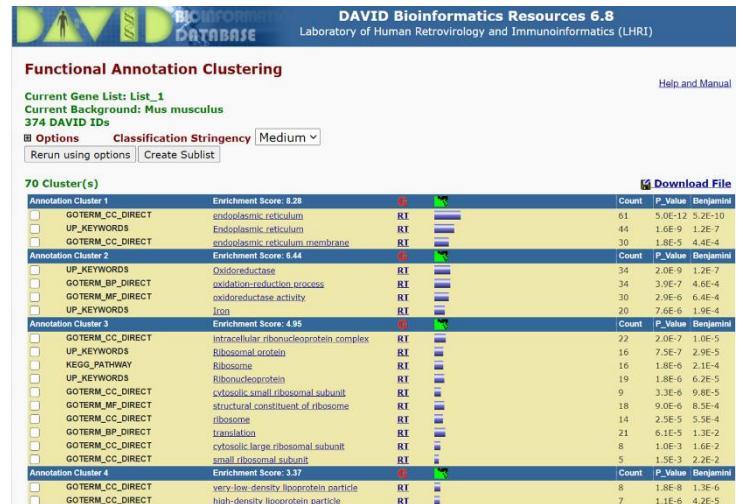 DAVID BIOINFORMATICS DATABASE
DAVID Bioinformatics Resources 6.8
Laboratory of Human Retrovirology and Immunoinformatics (LHRI)
Functional Annotation Clustering
Help and Manual
Current Gene List: List_1
Current Background: Mus musculus
374 DAVID IDs
Options Classification Stringency Medium
Rerun using options Create Sublist
70 Cluster(s) Download File
Annotation Cluster 1 Enrichment Score: 8.28 G Count P_Value Benjamini
GOTERM_CC_DIRECT endoplasmic reticulum RT 61 5.0E-12 5.2E-10
UP_KEYWORDS Endoplasmic reticulum RT 44 1.6E-9 1.2E-7
GOTERM_CC_DIRECT endoplasmic reticulum membrane RT 30 1.8E-5 4.4E-4
Annotation Cluster 2 Enrichment Score: 6.44 G Count P_Value Benjamini
UP_KEYWORDS Oxidoreductase RT 34 2.0E-9 1.2E-7
GOTERM_BP_DIRECT oxidation-reduction process RT 34 3.9E-7 4.6E-4
GOTERM_MF_DIRECT oxidoreductase activity RT 30 2.9E-6 6.4E-4
UP_KEYWORDS Iron RT 20 7.6E-6 1.9E-4
Annotation Cluster 3 Enrichment Score: 4.95 G Count P_Value Benjamini
GOTERM_CC_DIRECT intracellular ribonucleoprotein complex RT 22 2.0E-7 1.0E-5
UP_KEYWORDS Ribosomal protein RT 16 7.5E-7 2.9E-5
KEGG_PATHWAY Ribosome RT 16 1.8E-6 2.1E-4
UP_KEYWORDS Ribonucleoprotein RT 19 1.8E-6 6.2E-5
GOTERM_CC_DIRECT cytosolic small ribosomal subunit RT 9 3.3E-6 9.8E-5
GOTERM_MF_DIRECT structural constituent of ribosome RT 18 9.0E-6 8.5E-4
GOTERM_CC_DIRECT ribosome RT 14 2.5E-5 5.5E-4
GOTERM_BP_DIRECT translation RT 21 6.1E-5 1.3E-2
GOTERM_CC_DIRECT cytosolic large ribosomal subunit RT 8 1.0E-3 1.6E-2
GOTERM_CC_DIRECT small ribosomal subunit RT 5 1.5E-3 2.2E-2
Annotation Cluster 4 Enrichment Score: 3.37 G Count P_Value Benjamini
GOTERM_CC_DIRECT very-low-density lipoprotein particle RT 8 1.8E-8 1.3E-6
GOTERM_CC_DIRECT high-density lipoprotein particle RT 7 1.1E-6 4.2E-5